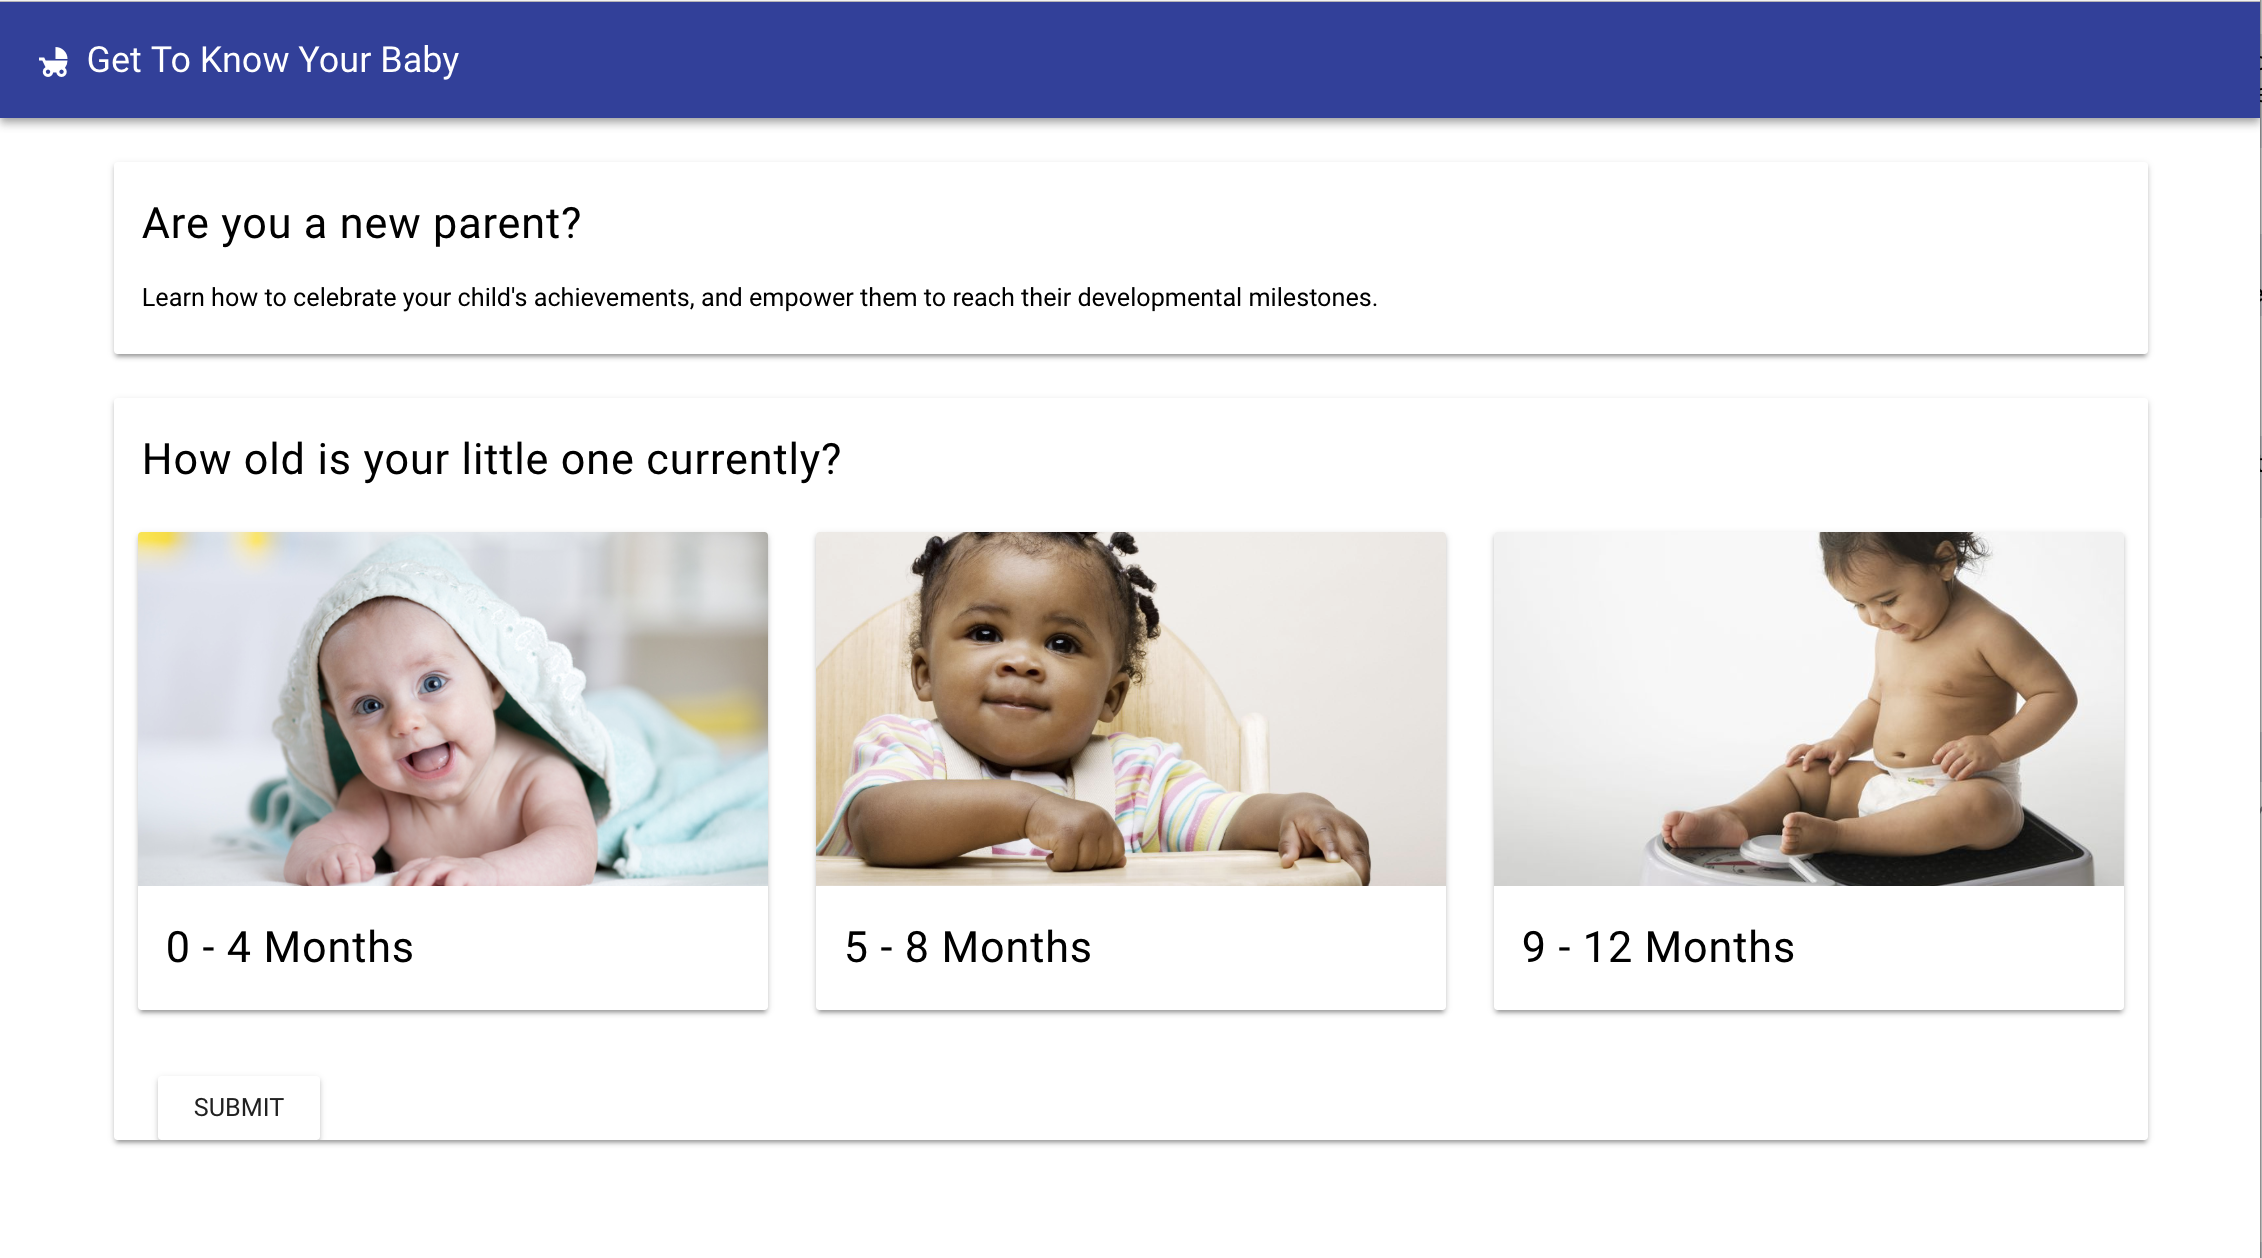 Get To Know Your Baby
Are you a new parent?
Learn how to celebrate your child's achievements, and empower them to reach their developmental milestones.
How old is your little one currently?
0 - 4 Months
5 - 8 Months
9 - 12 Months
SUBMIT